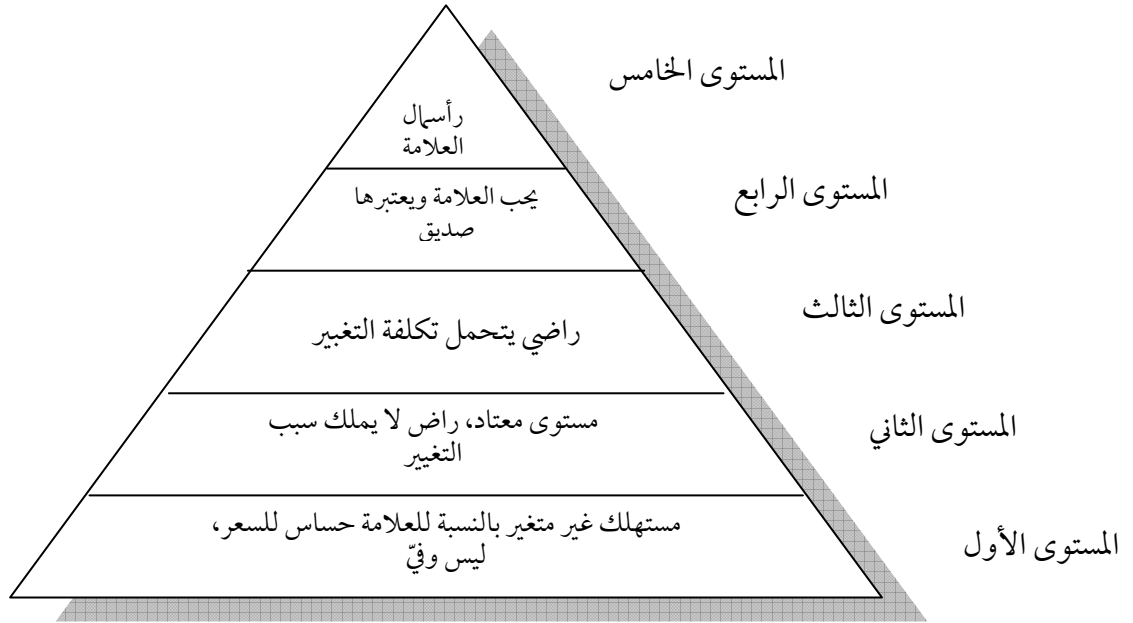 المستوى الخامس
رأسمال
العلامة
المستوى الرابع
يحب العلامة ويعتبرها
صديق
المستوى الثالث
راضي يتحمل تكلفة التغيير
المستوى الثاني
مستوى معتاد، راض لا يملك سبب
التغيير
المستوى الأول
مستهلك غير متغير بالنسبة للعلامة حساس للسعر،
ليس وفيّ